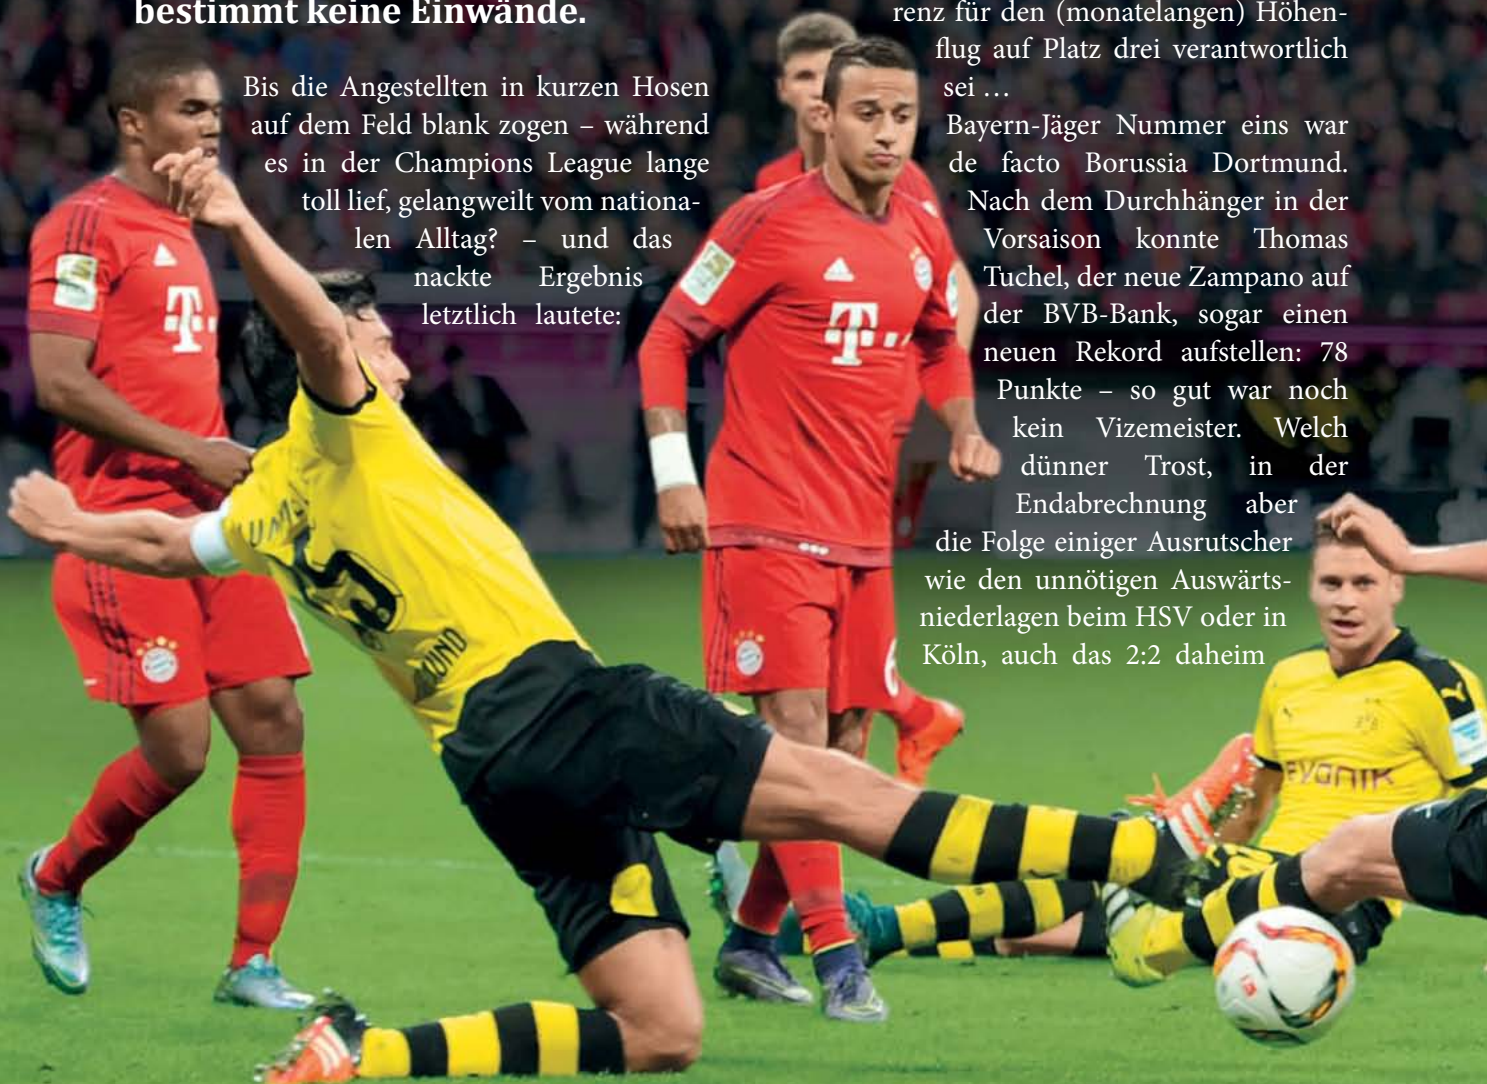 bestimmt keine Einwände.
Bis die Angestellten in kurzen Hosen
auf dem Feld blank zogen – während
es in der Champions League lange
toll lief, gelangweilt vom nationa-
len Alltag? – und das
nackte Ergebnis
letztlich lautete:
renz für den (monatelangen) Höhen-
flug auf Platz drei verantwortlich
sei …
Bayern-Jäger Nummer eins war
de facto Borussia Dortmund.
Nach dem Durchhänger in der
Vorsaison konnte Thomas
Tuchel, der neue Zampano auf
der BVB-Bank, sogar einen
neuen Rekord aufstellen: 78
Punkte – so gut war noch
kein Vizemeister. Welch
dünner Trost, in der
Endabrechnung aber
die Folge einiger Ausrutscher
wie den unnötigen Auswärts-
niederlagen beim HSV oder in
Köln, auch das 2:2 daheim
T
T
15
6
EVONIK